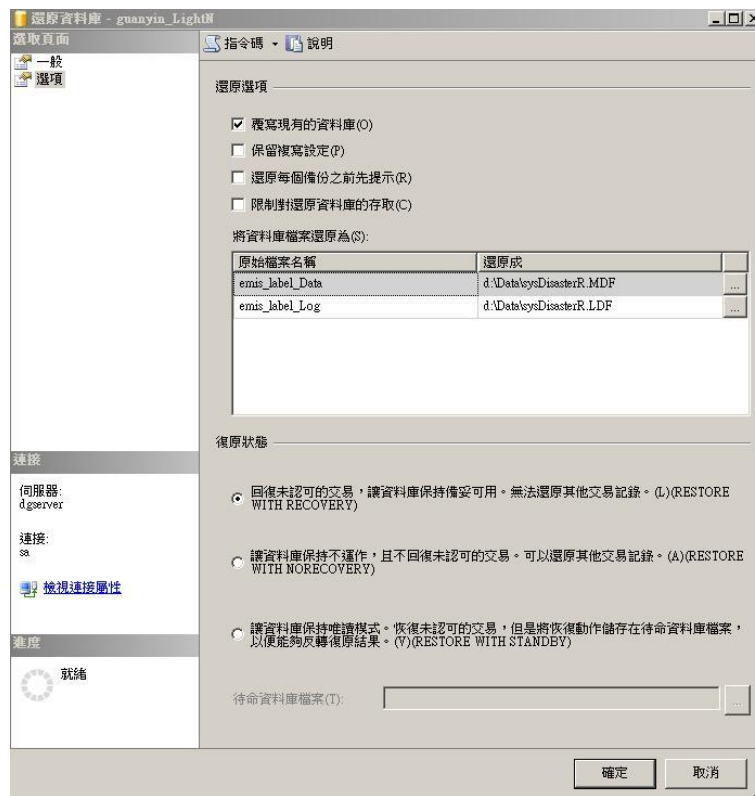 還原資料庫 - guanyin_LightN
選取頁面
一般
選項
指令碼
說明
還原選項
覆寫現有的資料庫(O)
保留複寫設定(P)
還原每個備份之前先提示(R)
限制對還原資料庫的存取(C)
將資料庫檔案還原為(S):
原始檔案名稱 還原成
emis_label_Data d:\Data\sysDisasterR.MDF ...
emis_label_Log d:\Data\sysDisasterR.LDF ...
復原狀態
回復未認可的交易，讓資料庫保持備妥可用。無法還原其他交易記錄。(L)(RESTORE
WITH RECOVERY)
讓資料庫保持不運作，且不回復未認可的交易。可以還原其他交易記錄。(A)(RESTORE
WITH NORECOVERY)
讓資料庫保持唯讀模式。恢復未認可的交易，但是將恢復動作儲存在待命資料庫檔案，
以便能夠反轉復原結果。(V)(RESTORE WITH STANDBY)
待命資料庫檔案(T): ...
連接
伺服器:
dgserver
連接:
sa
檢視連接屬性
進度
就緒
確定
取消